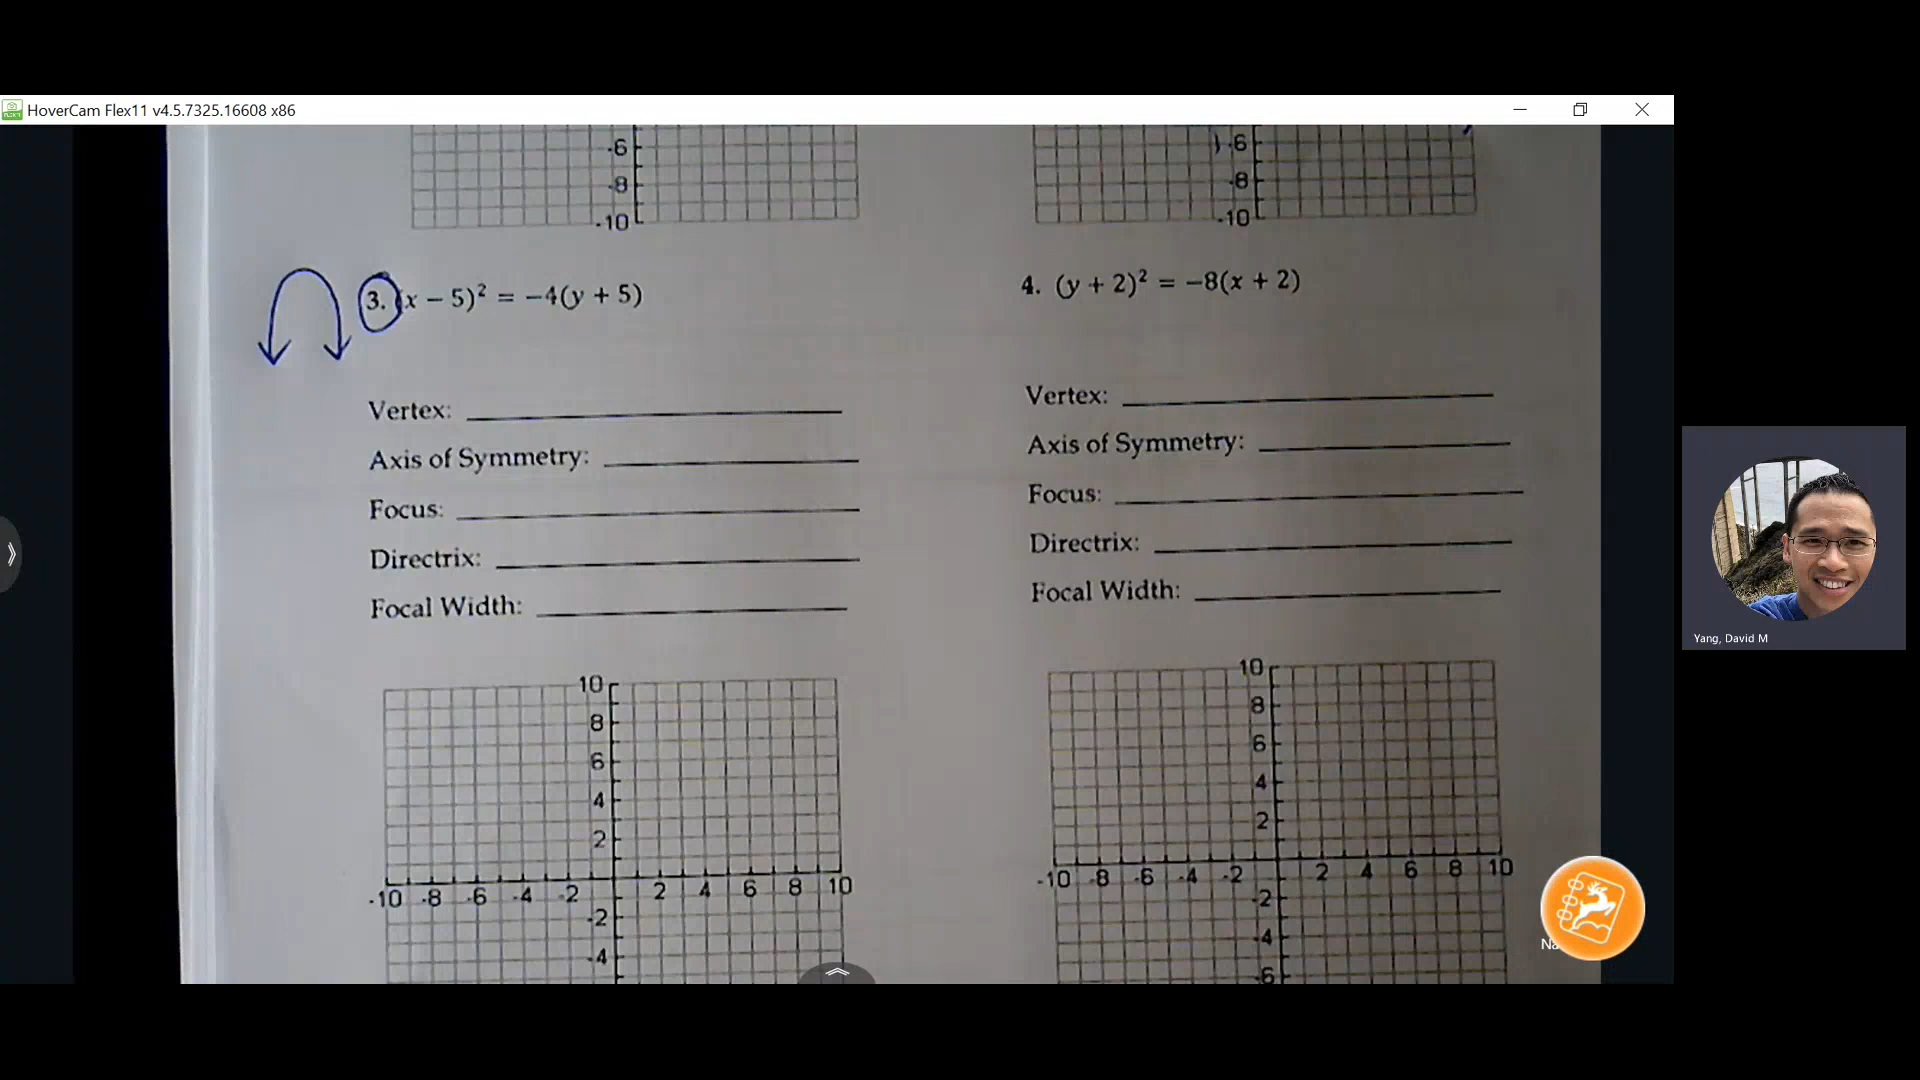 HoverCam Flex11 v4.5.7325.16608 x86
-6
-8
-10
-6
-8
-10
3. (x − 5)² = −4(y + 5)
Vertex:
Axis of Symmetry:
Focus:
Directrix:
Focal Width:
10
8
6
4
2
-10 -8 -6 -4 -2 2 4 6 8 10
-2
-4
4. (y + 2)² = −8(x + 2)
Vertex:
Axis of Symmetry:
Focus:
Directrix:
Focal Width:
10
8
6
4
2
-10 -8 -6 -4 -2 2 4 6 8 10
-2
-4
-6
Yang, David M